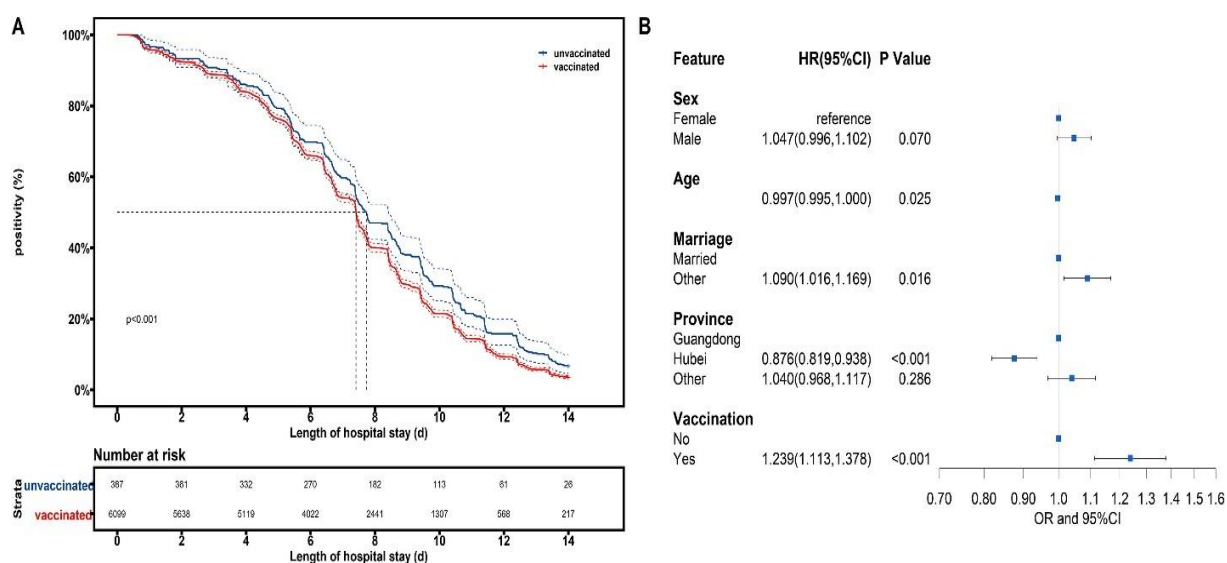 A
100%
80%
60%
40%
20%
0%
positivity (%)
unvaccinated
vaccinated
p<0.001
0 2 4 6 8 10 12 14
Length of hospital stay (d)
Number at risk
Strata
unvaccinated 387 381 332 270 182 113 61 26
vaccinated 6099 5638 5119 4022 2441 1307 568 217
0 2 4 6 8 10 12 14
Length of hospital stay (d)
B
Feature HR(95%CI) P Value
Sex
Female reference
Male 1.047(0.996,1.102) 0.070
Age
0.997(0.995,1.000) 0.025
Marriage
Married
Other 1.090(1.016,1.169) 0.016
Province
Guangdong
Hubei 0.876(0.819,0.938) <0.001
Other 1.040(0.968,1.117) 0.286
Vaccination
No
Yes 1.239(1.113,1.378) <0.001
0.70 0.80 0.90 1.0 1.1 1.2 1.3 1.4 1.5 1.6
OR and 95%CI